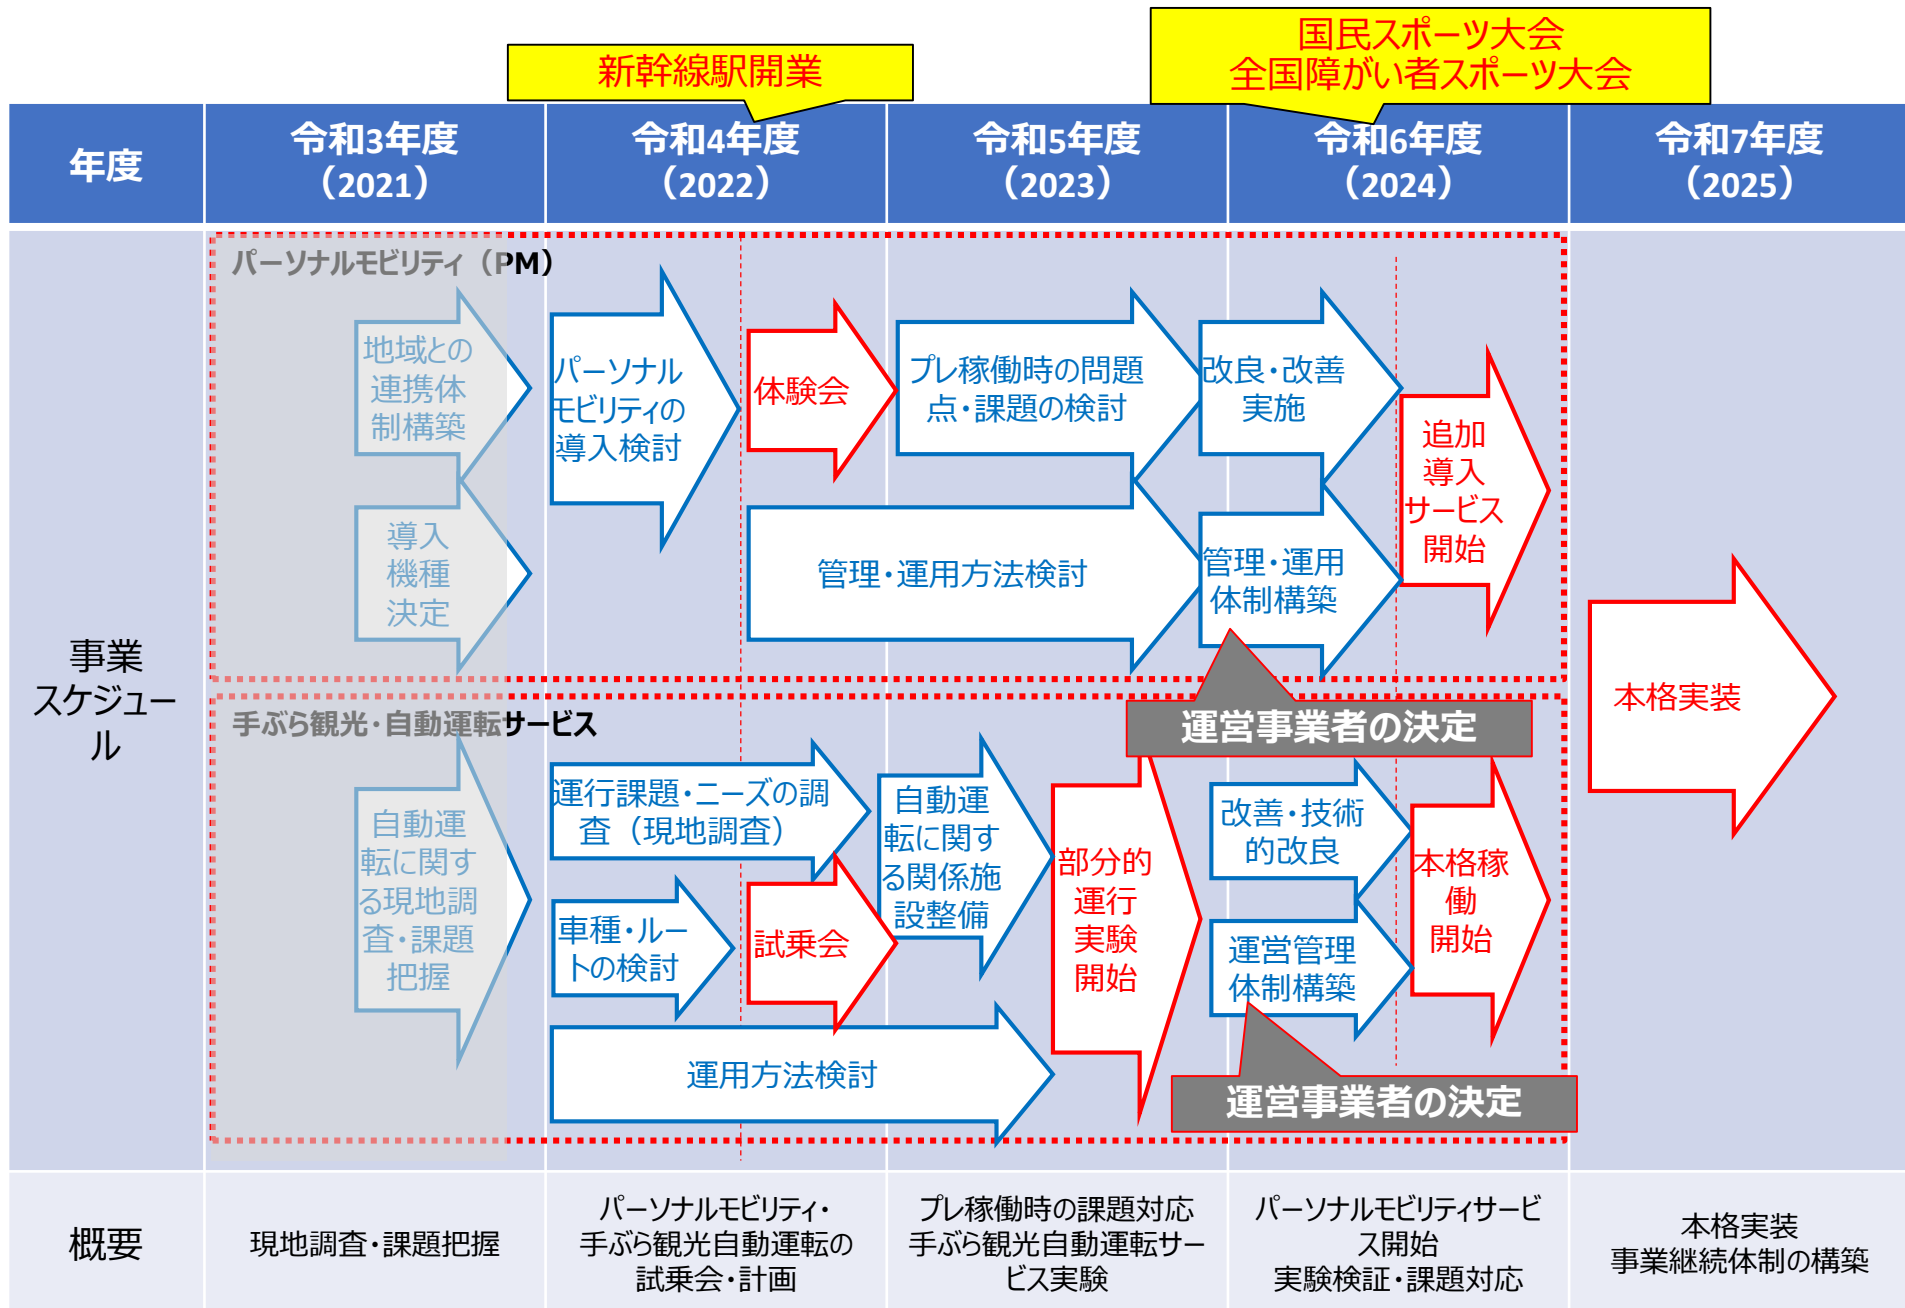 新幹線駅開業
国民スポーツ大会
全国障がい者スポーツ大会
年度
令和3年度
（2021）
令和4年度
（2022）
令和5年度
（2023）
令和6年度
（2024）
令和7年度
（2025）
事業
スケジュー
ル
パーソナルモビリティ（PM）
地域との
連携体
制構築
導入
機種
決定
パーソナル
モビリティの
導入検討
体験会
プレ稼働時の問題
点・課題の検討
管理・運用方法検討
改良・改善
実施
管理・運用
体制構築
追加
導入
サービス
開始
運営事業者の決定
手ぶら観光・自動運転サービス
自動運
転に関す
る現地調
査・課題
把握
運行課題・ニーズの調
査（現地調査）
車種・ルー
トの検討
試乗会
運用方法検討
自動運
転に関す
る関係施
設整備
部分的
運行
実験
開始
改善・技術
的改良
運営管理
体制構築
本格稼
働
開始
運営事業者の決定
本格実装
概要
現地調査・課題把握
パーソナルモビリティ・
手ぶら観光自動運転の
試乗会・計画
プレ稼働時の課題対応
手ぶら観光自動運転サー
ビス実験
パーソナルモビリティサービ
ス開始
実験検証・課題対応
本格実装
事業継続体制の構築